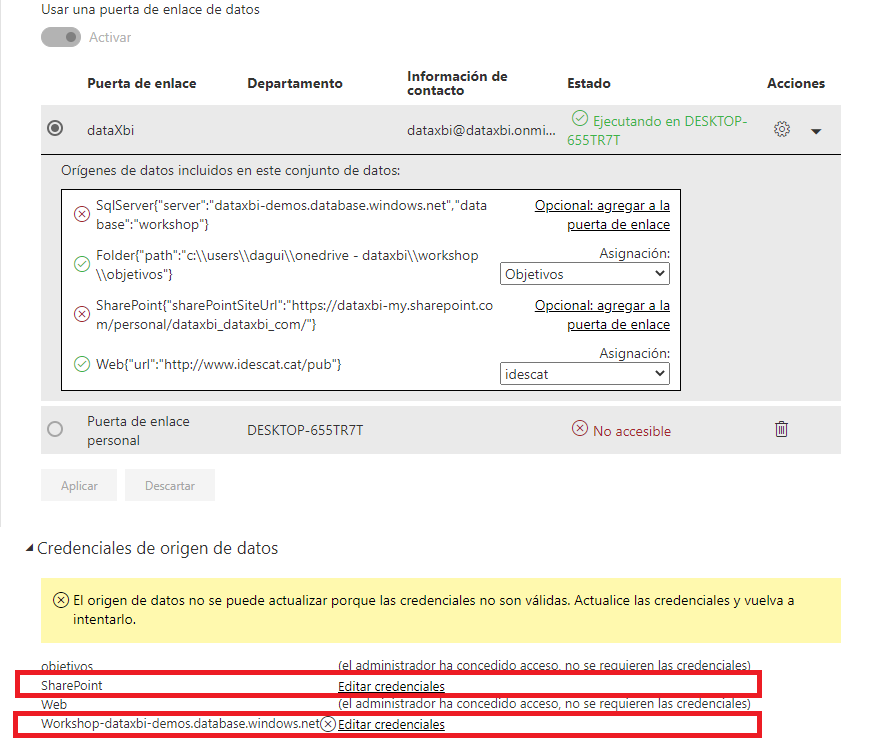 Usar una puerta de enlace de datos
Activar
Puerta de enlace
Departamento
Información de
contacto
Estado
Acciones
dataXbi
dataxbi@dataxbi.onmi...
Ejecutando en DESKTOP-
655TR7T
Orígenes de datos incluidos en este conjunto de datos:
SqlServer{"server":"dataxbi-demos.database.windows.net","data
base":"workshop"}
Opcional: agregar a la
puerta de enlace
Folder{"path":"c:\\users\\dagui\\onedrive - dataxbi\\workshop
\\objetivos"}
Asignación:
Objetivos
SharePoint{"sharePointSiteUrl":"https://dataxbi-my.sharepoint.co
m/personal/dataxbi_dataxbi_com/"}
Opcional: agregar a la
puerta de enlace
Web{"url":"http://www.idescat.cat/pub"}
Asignación:
idescat
Puerta de enlace
personal
DESKTOP-655TR7T
No accesible
Aplicar
Descartar
Credenciales de origen de datos
El origen de datos no se puede actualizar porque las credenciales no son válidas. Actualice las credenciales y vuelva a
intentarlo.
objetivos (el administrador ha concedido acceso, no se requieren las credenciales)
SharePoint Editar credenciales
Web (el administrador ha concedido acceso, no se requieren las credenciales)
Workshop-dataxbi-demos.database.windows.net Editar credenciales